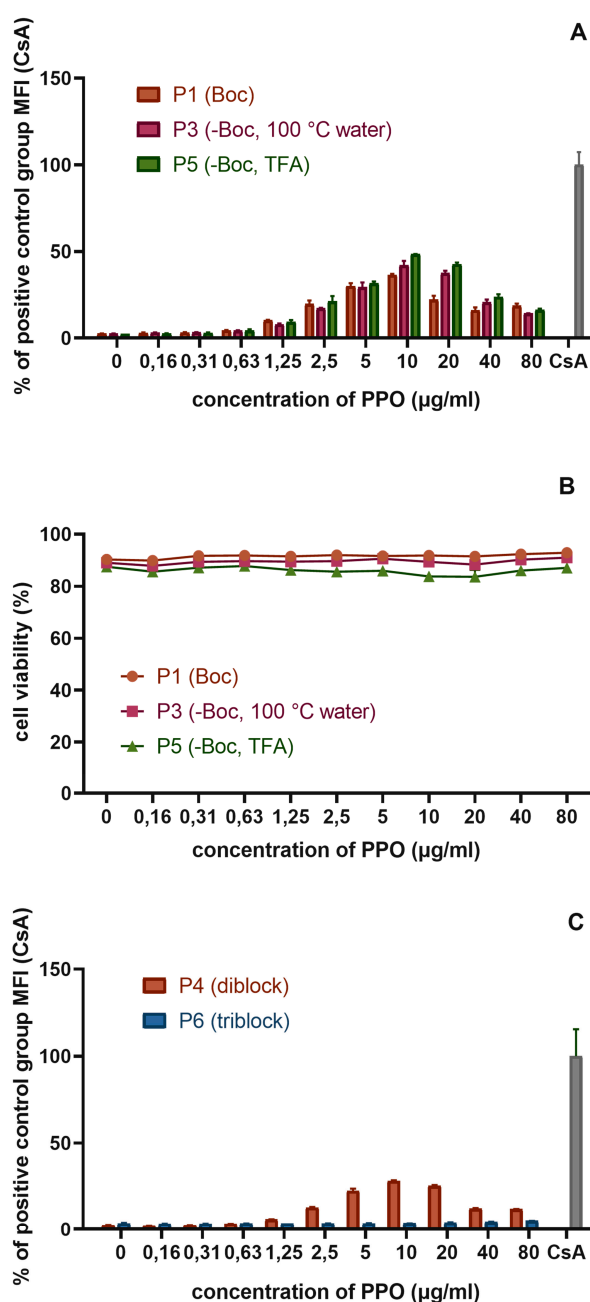 A
% of positive control group MFI (CsA)
150
100
50
0
P1 (Boc)
P3 (-Boc, 100 °C water)
P5 (-Boc, TFA)
0 0,16 0,31 0,63 1,25 2,5 5 10 20 40 80 CsA
concentration of PPO (µg/ml)
B
cell viability (%)
100
80
60
40
20
0
P1 (Boc)
P3 (-Boc, 100 °C water)
P5 (-Boc, TFA)
0 0,16 0,31 0,63 1,25 2,5 5 10 20 40 80
concentration of PPO (µg/ml)
C
% of positive control group MFI (CsA)
150
100
50
0
P4 (diblock)
P6 (triblock)
0 0,16 0,31 0,63 1,25 2,5 5 10 20 40 80 CsA
concentration of PPO (µg/ml)